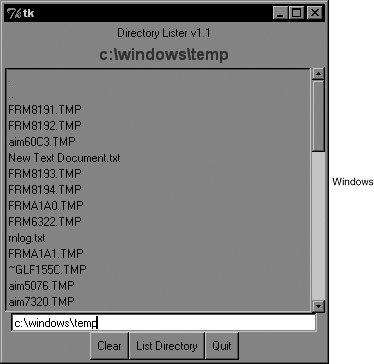 tk
Directory Lister v1.1
c:\windows\temp
.
..
FRM8191.TMP
FRM8192.TMP
aim60C3.TMP
New Text Document.txt
FRM8193.TMP
FRM8194.TMP
FRMA1A0.TMP
FRM6322.TMP
rnlog.txt
FRMA1A1.TMP
~GLF155C.TMP
aim5076.TMP
aim7320.TMP
c:\windows\temp
Clear List Directory Quit
Windows